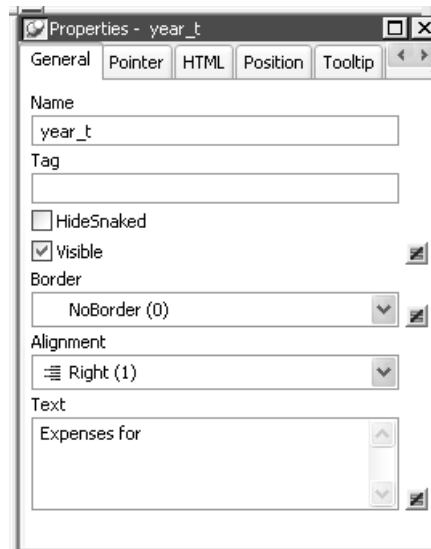 Properties - year_t
General Pointer HTML Position Tooltip
Name
year_t
Tag
HideSnaked
Visible
Border
NoBorder (0)
Alignment
Right (1)
Text
Expenses for